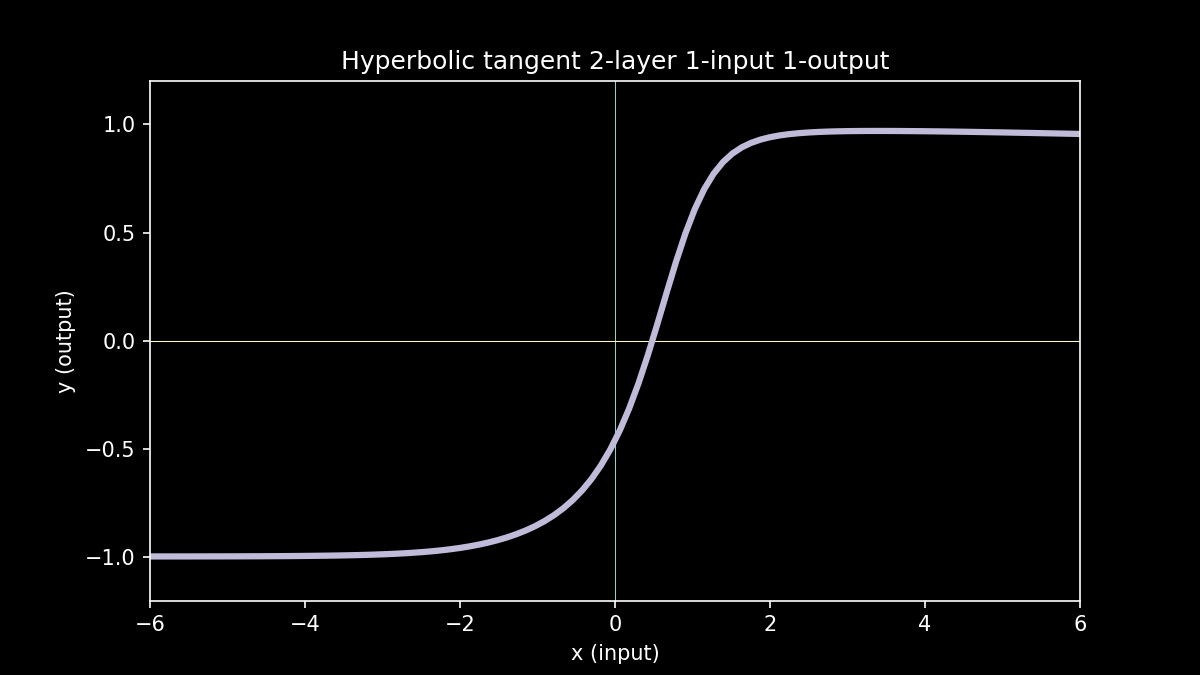 Hyperbolic tangent 2-layer 1-input 1-output
1.0
0.5
0.0
−0.5
−1.0
y (output)
−6 −4 −2 0 2 4 6
x (input)